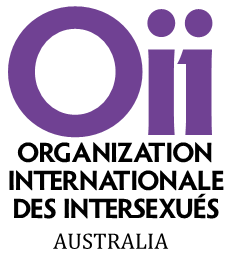 Oii
ORGANIZATION
INTERNATIONALE
DES INTERSEXUÉS
AUSTRALIA